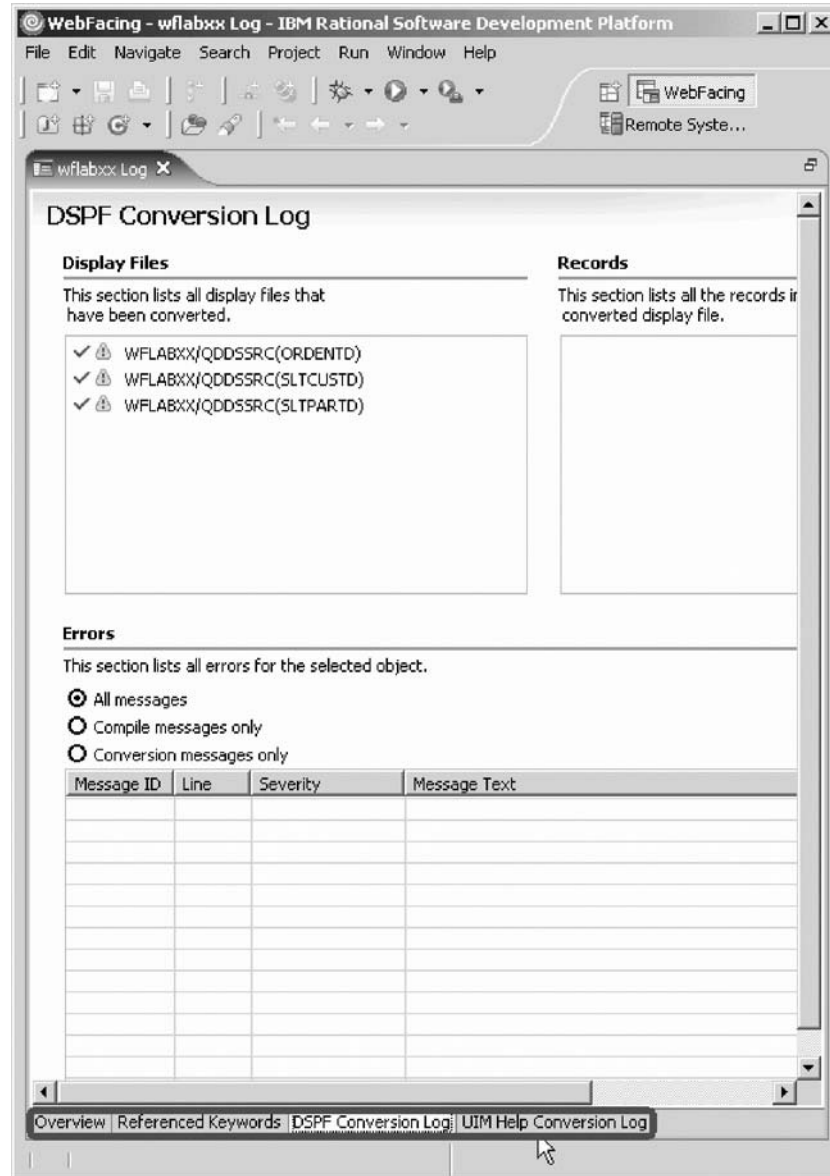 WebFacing - wflabxx Log - IBM Rational Software Development Platform
File Edit Navigate Search Project Run Window Help
WebFacing
Remote Syste...
wflabxx Log
DSPF Conversion Log
Display Files
This section lists all display files that
have been converted.
WFLABXX/QDDSSRC(ORDENTD)
WFLABXX/QDDSSRC(SLTCUSTD)
WFLABXX/QDDSSRC(SLTPARTD)
Records
This section lists all the records in
converted display file.
Errors
This section lists all errors for the selected object.
All messages
Compile messages only
Conversion messages only
Message ID Line Severity Message Text
Overview Referenced Keywords DSPF Conversion Log UIM Help Conversion Log